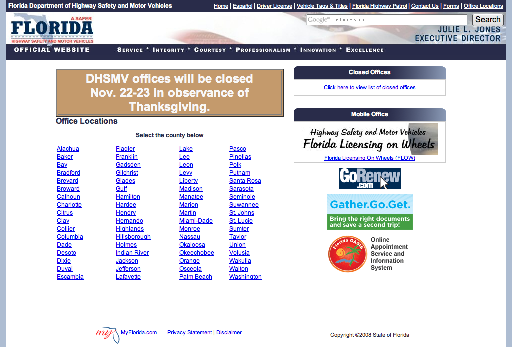 Florida Department of Highway Safety and Motor Vehicles
Home | Español | Driver License | Vehicle Tags & Titles | Florida Highway Patrol | Contact Us | Forms | Office Locations
A SAFER
FLORIDA
HIGHWAY SAFETY AND MOTOR VEHICLES
Google
Search
JULIE L. JONES
EXECUTIVE DIRECTOR
OFFICIAL WEBSITE
SERVICE * INTEGRITY * COURTESY * PROFESSIONALISM * INNOVATION * EXCELLENCE
DHSMV offices will be closed
Nov. 22-23 in observance of
Thanksgiving.
Office Locations
Select the county below
Alachua Flagler Lake Pasco
Baker Franklin Lee Pinellas
Bay Gadsden Leon Polk
Bradford Gilchrist Levy Putnam
Brevard Glades Liberty Santa Rosa
Broward Gulf Madison Sarasota
Calhoun Hamilton Manatee Seminole
Charlotte Hardee Marion Suwannee
Citrus Hendry Martin St. Johns
Clay Hernando Miami-Dade St. Lucie
Collier Highlands Monroe Sumter
Columbia Hillsborough Nassau Taylor
Dade Holmes Okaloosa Union
Desoto Indian River Okeechobee Volusia
Dixie Jackson Orange Wakulla
Duval Jefferson Osceola Walton
Escambia Lafayette Palm Beach Washington
Closed Offices
Click here to view list of closed offices
Mobile Office
Highway Safety and Motor Vehicles
Florida Licensing on Wheels
Florida Licensing On Wheels (FLOW)
GoRenew
.com
Gather.Go.Get.
Bring the right documents
and save a second trip!
Online
Appointment
Service and
Information
System
my MyFlorida.com Privacy Statement Disclaimer
Copyright ©2008 State of Florida